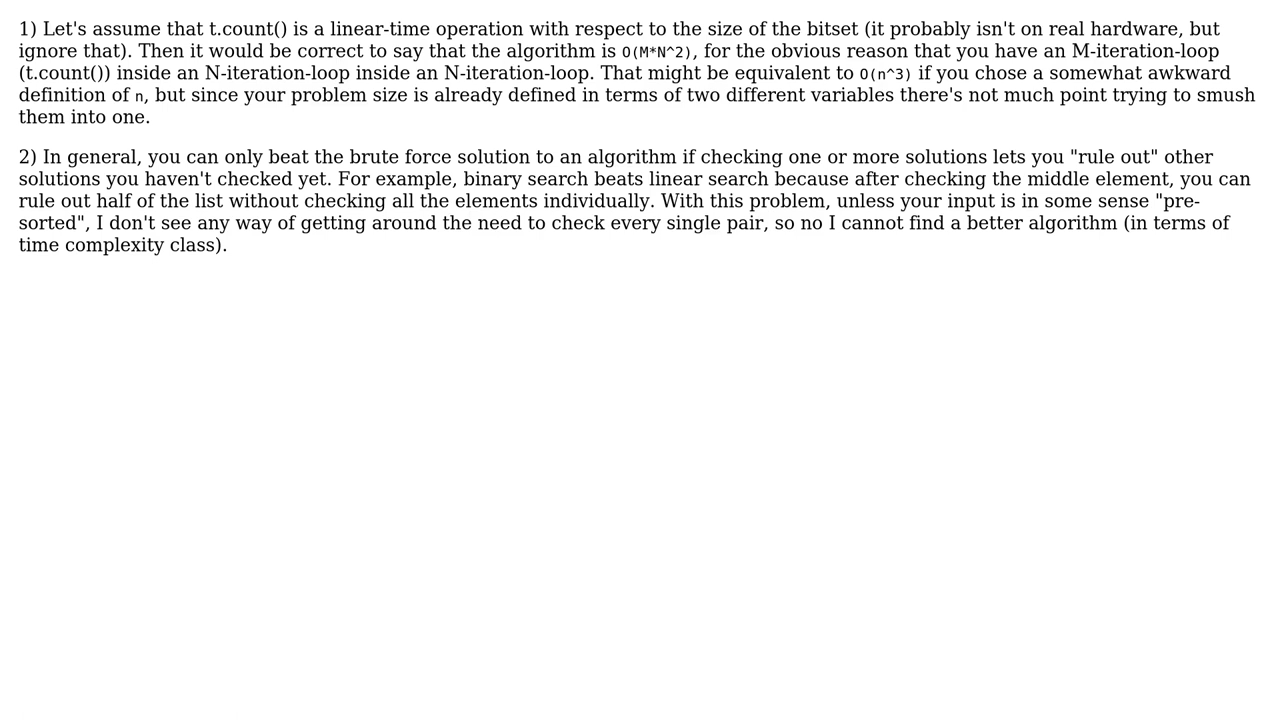 1) Let's assume that t.count() is a linear-time operation with respect to the size of the bitset (it probably isn't on real hardware, but
ignore that). Then it would be correct to say that the algorithm is O(M*N^2), for the obvious reason that you have an M-iteration-loop
(t.count()) inside an N-iteration-loop inside an N-iteration-loop. That might be equivalent to O(n^3) if you chose a somewhat awkward
definition of n, but since your problem size is already defined in terms of two different variables there's not much point trying to smush
them into one.
2) In general, you can only beat the brute force solution to an algorithm if checking one or more solutions lets you "rule out" other
solutions you haven't checked yet. For example, binary search beats linear search because after checking the middle element, you can
rule out half of the list without checking all the elements individually. With this problem, unless your input is in some sense "pre-
sorted", I don't see any way of getting around the need to check every single pair, so no I cannot find a better algorithm (in terms of
time complexity class).